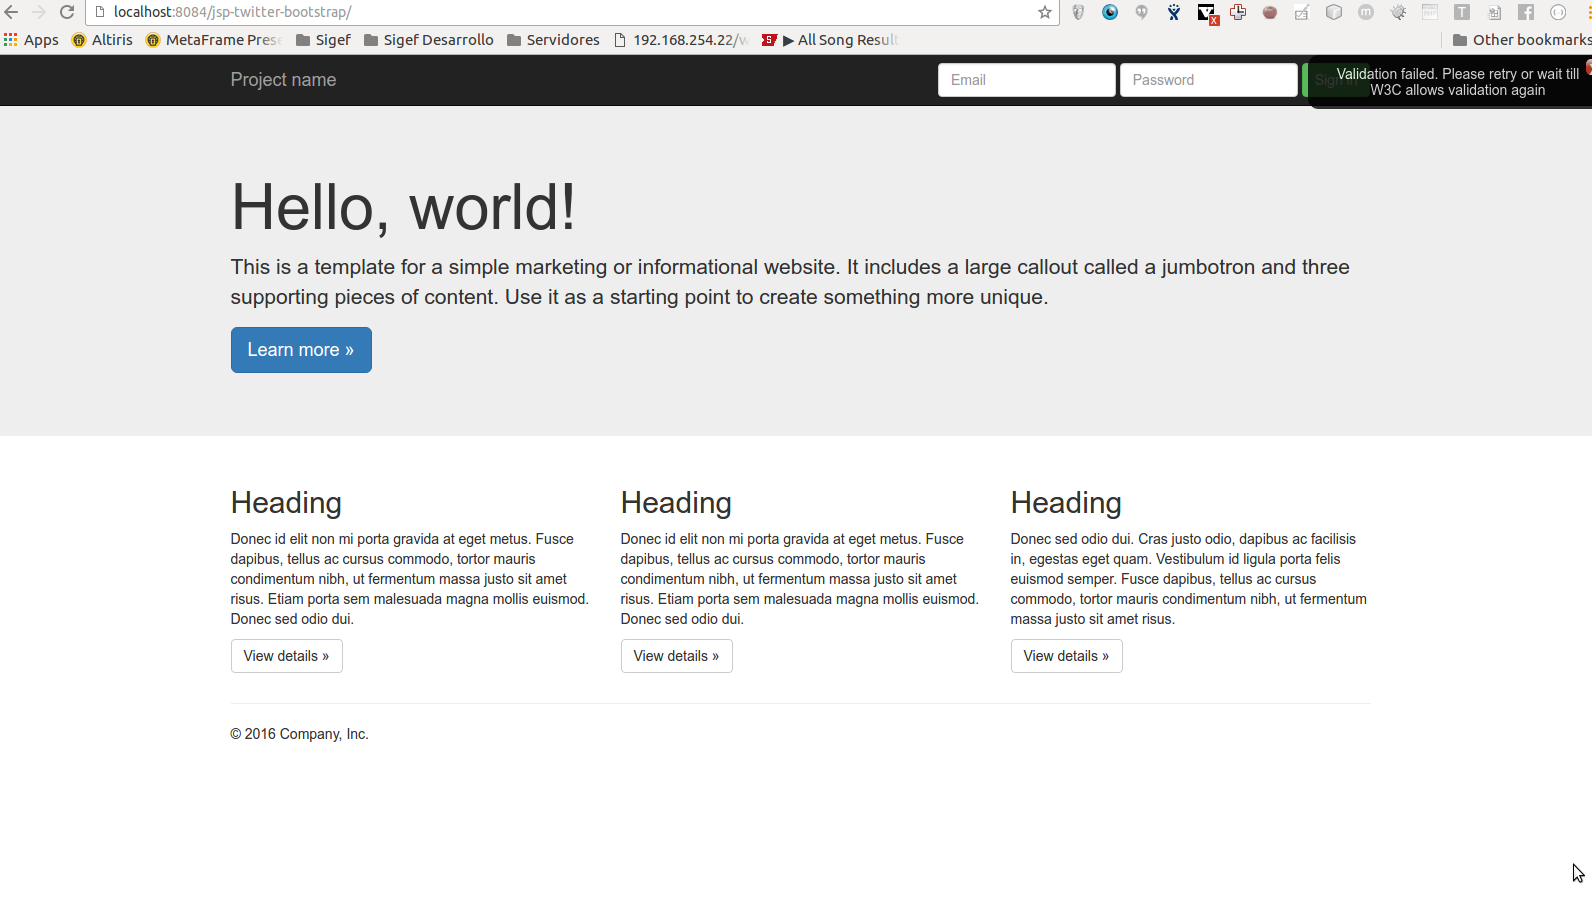 localhost:8084/jsp-twitter-bootstrap/
Apps Altiris MetaFrame Pres Sigef Sigef Desarrollo Servidores 192.168.254.22/w ▶ All Song Result Other bookmarks
Project name Email Password Sign in
Validation failed. Please retry or wait till
W3C allows validation again
Hello, world!
This is a template for a simple marketing or informational website. It includes a large callout called a jumbotron and three
supporting pieces of content. Use it as a starting point to create something more unique.
Learn more »
Heading
Donec id elit non mi porta gravida at eget metus. Fusce
dapibus, tellus ac cursus commodo, tortor mauris
condimentum nibh, ut fermentum massa justo sit amet
risus. Etiam porta sem malesuada magna mollis euismod.
Donec sed odio dui.
View details »
Heading
Donec id elit non mi porta gravida at eget metus. Fusce
dapibus, tellus ac cursus commodo, tortor mauris
condimentum nibh, ut fermentum massa justo sit amet
risus. Etiam porta sem malesuada magna mollis euismod.
Donec sed odio dui.
View details »
Heading
Donec sed odio dui. Cras justo odio, dapibus ac facilisis
in, egestas eget quam. Vestibulum id ligula porta felis
euismod semper. Fusce dapibus, tellus ac cursus
commodo, tortor mauris condimentum nibh, ut fermentum
massa justo sit amet risus.
View details »
© 2016 Company, Inc.